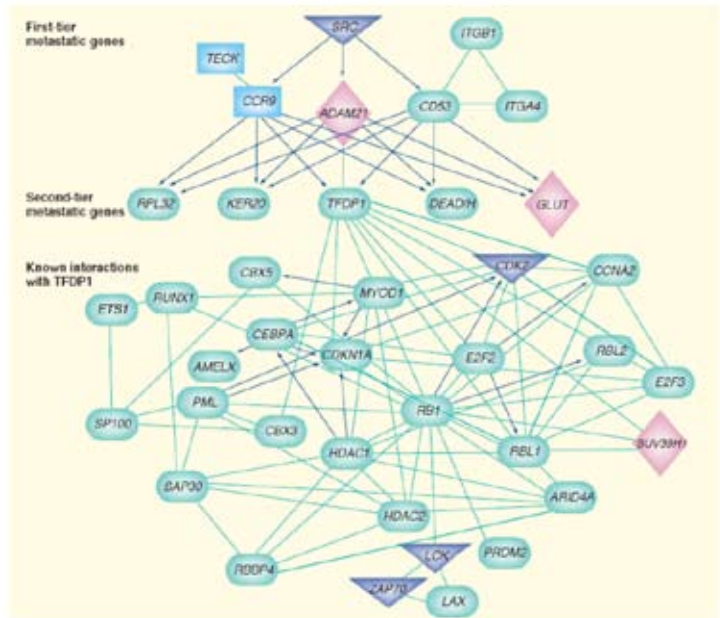 First-tier
metastatic genes
SRC
ITGB1
TECK
CCR9
ADAM21
CD53
ITGA4
Second-tier
metastatic genes
RPL32
KER20
TFDP1
DEAD/H
GLUT
Known interactions
with TFDP1
CBX5
CDK2
CCNA2
ETS1
RUNX1
MYOD1
CEBPA
CDKN1A
E2F2
RBL2
AMELX
E2F3
PML
RB1
SP100
CBX3
HDAC1
RBL1
SUV39H1
SAP30
ARID4A
HDAC2
RBBP4
LCK
PRDM2
ZAP70
LAX